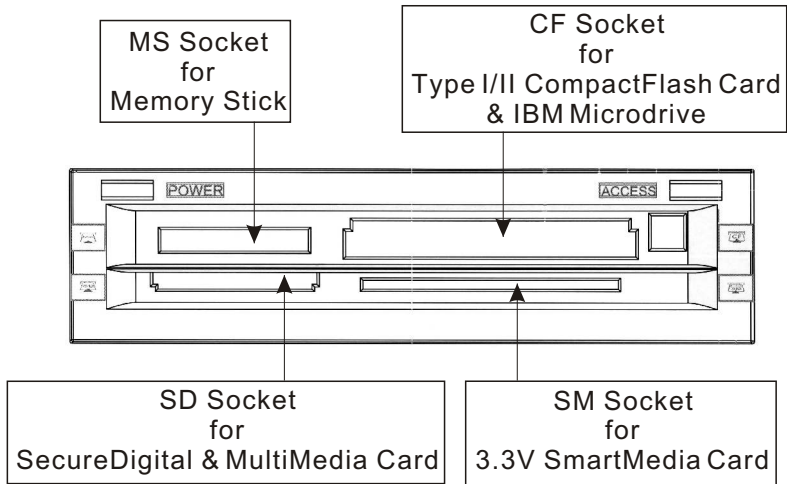 MS Socket
for
Memory Stick
CF Socket
for
Type I/II CompactFlash Card
& IBM Microdrive
POWER
ACCESS
CF
SD Socket
for
SecureDigital & MultiMedia Card
SM Socket
for
3.3V SmartMedia Card